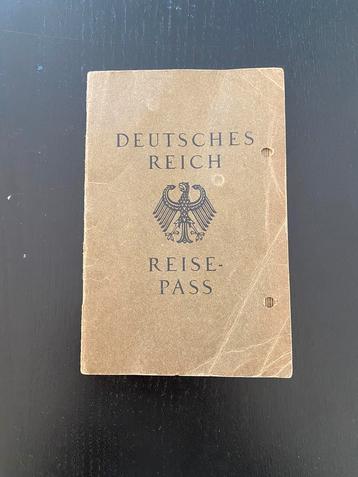 DEUTSCHES
REICH
REISE-
PASS